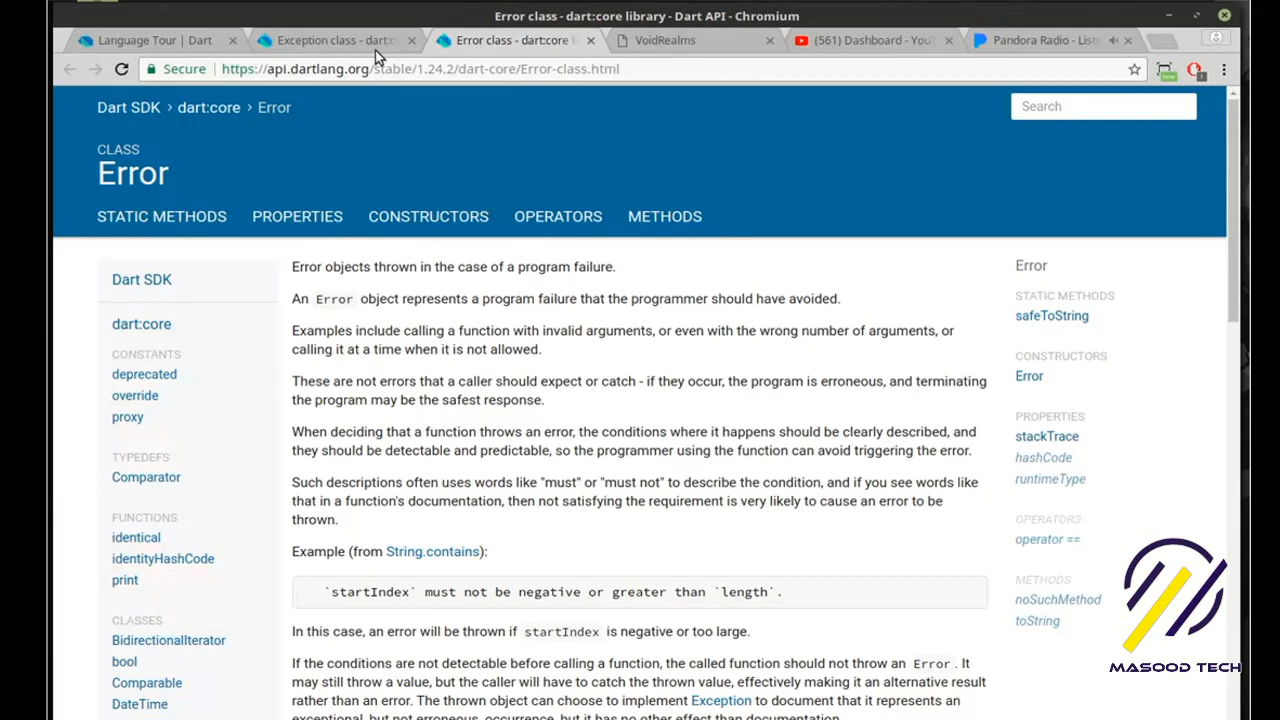 Error class - dart:core library - Dart API - Chromium
Language Tour | Dart
Exception class - dart:co
Error class - dart:core li
VoidRealms
(561) Dashboard - You
Pandora Radio - List
Secure
https://api.dartlang.org/stable/1.24.2/dart-core/Error-class.html
Dart SDK > dart:core > Error
Search
CLASS
Error
STATIC METHODS PROPERTIES CONSTRUCTORS OPERATORS METHODS
Dart SDK
dart:core
CONSTANTS
deprecated
override
proxy
TYPEDEFS
Comparator
FUNCTIONS
identical
identityHashCode
print
CLASSES
BidirectionalIterator
bool
Comparable
DateTime
Error objects thrown in the case of a program failure.
An Error object represents a program failure that the programmer should have avoided.
Examples include calling a function with invalid arguments, or even with the wrong number of arguments, or
calling it at a time when it is not allowed.
These are not errors that a caller should expect or catch - if they occur, the program is erroneous, and terminating
the program may be the safest response.
When deciding that a function throws an error, the conditions where it happens should be clearly described, and
they should be detectable and predictable, so the programmer using the function can avoid triggering the error.
Such descriptions often uses words like "must" or "must not" to describe the condition, and if you see words like
that in a function's documentation, then not satisfying the requirement is very likely to cause an error to be
thrown.
Example (from String.contains):
`startIndex` must not be negative or greater than `length`.
In this case, an error will be thrown if startIndex is negative or too large.
If the conditions are not detectable before calling a function, the called function should not throw an Error. It
may still throw a value, but the caller will have to catch the thrown value, effectively making it an alternative result
rather than an error. The thrown object can choose to implement Exception to document that it represents an
exceptional, but not erroneous, occurrence, but it has no other effect than documentation.
Error
STATIC METHODS
safeToString
CONSTRUCTORS
Error
PROPERTIES
stackTrace
hashCode
runtimeType
OPERATORS
operator ==
METHODS
noSuchMethod
toString
MASOOD TECH